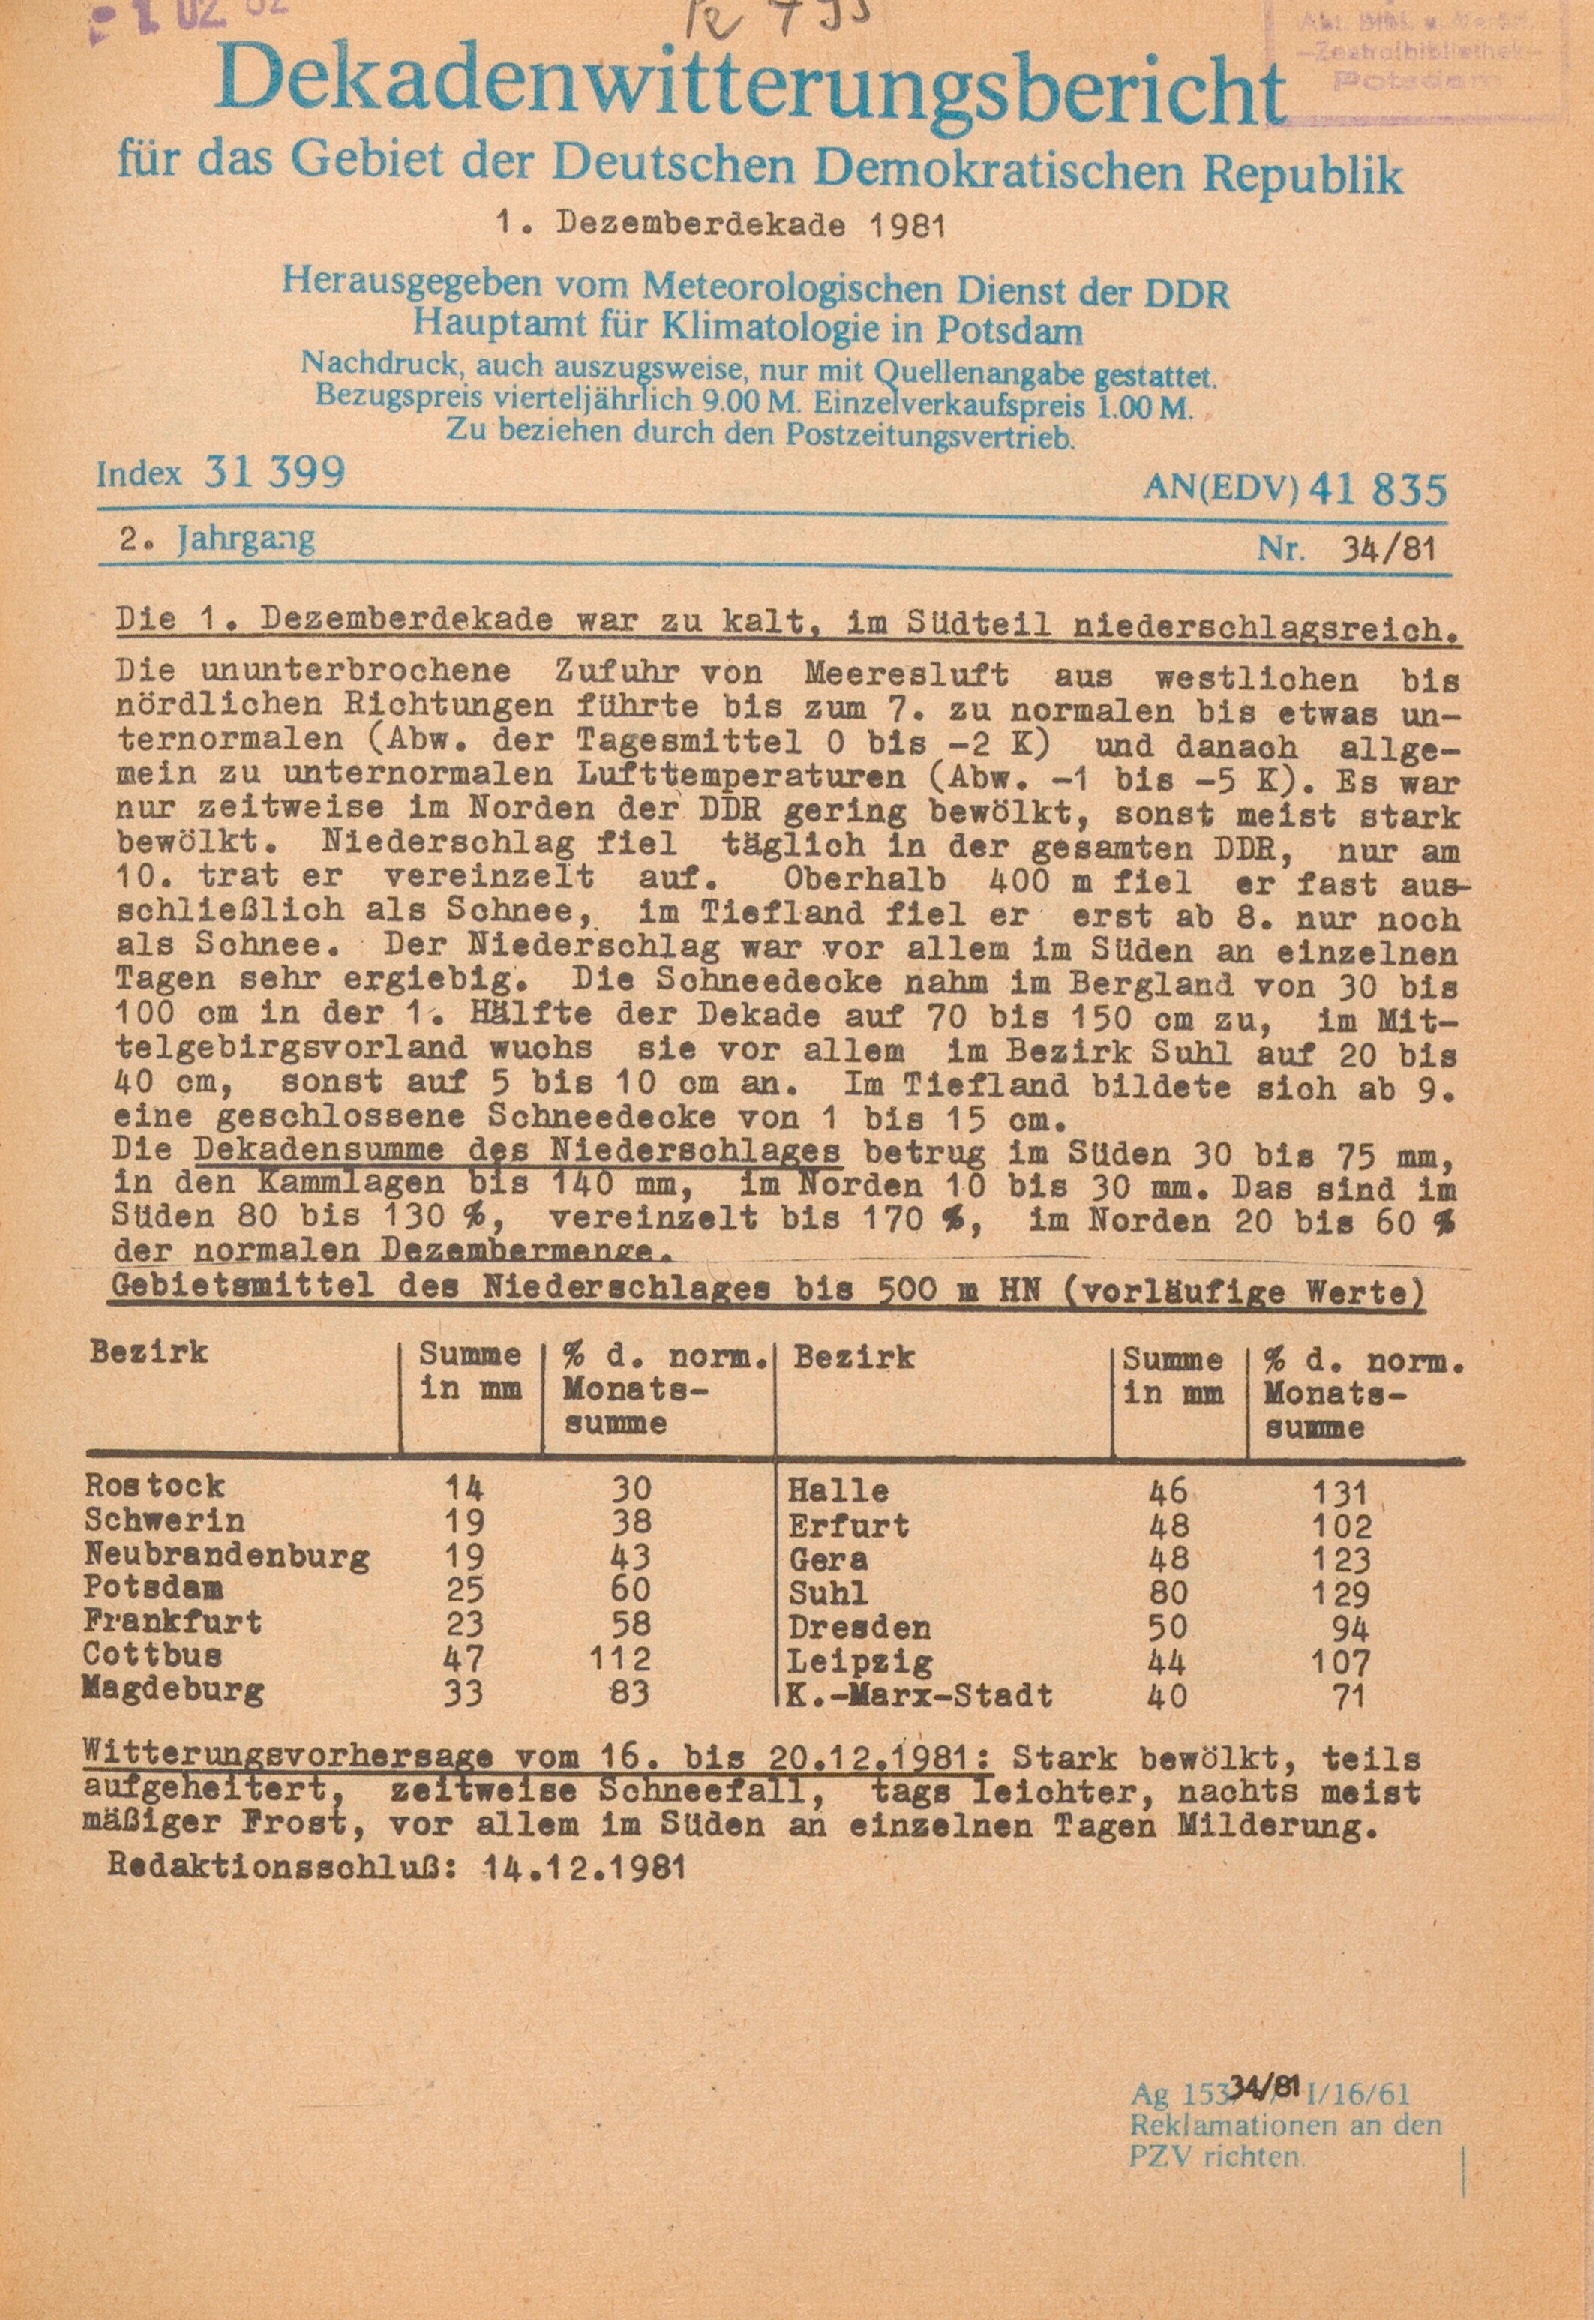 Pe 793
Abt. Bibl.
-Zentralbibliothek-
Potsdam
Dekadenwitterungsbericht
für das Gebiet der Deutschen Demokratischen Republik
1. Dezemberdekade 1981
Herausgegeben vom Meteorologischen Dienst der DDR
Hauptamt für Klimatologie in Potsdam
Nachdruck, auch auszugsweise, nur mit Quellenangabe gestattet.
Bezugspreis vierteljährlich 9.00 M. Einzelverkaufspreis 1.00 M.
Zu beziehen durch den Postzeitungsvertrieb.
Index 31 399 AN(EDV) 41 835
2. Jahrgang Nr. 34/81
Die 1. Dezemberdekade war zu kalt, im Südteil niederschlagsreich.
Die ununterbrochene Zufuhr von Meeresluft aus westlichen bis
nördlichen Richtungen führte bis zum 7. zu normalen bis etwas un-
ternormalen (Abw. der Tagesmittel 0 bis -2 K) und danach allge-
mein zu unternormalen Lufttemperaturen (Abw. -1 bis -5 K). Es war
nur zeitweise im Norden der DDR gering bewölkt, sonst meist stark
bewölkt. Niederschlag fiel täglich in der gesamten DDR, nur am
10. trat er vereinzelt auf. Oberhalb 400 m fiel er fast aus-
schließlich als Schnee, im Tiefland fiel er erst ab 8. nur noch
als Schnee. Der Niederschlag war vor allem im Süden an einzelnen
Tagen sehr ergiebig. Die Schneedecke nahm im Bergland von 30 bis
100 cm in der 1. Hälfte der Dekade auf 70 bis 150 cm zu, im Mit-
telgebirgsvorland wuchs sie vor allem im Bezirk Suhl auf 20 bis
40 cm, sonst auf 5 bis 10 cm an. Im Tiefland bildete sich ab 9.
eine geschlossene Schneedecke von 1 bis 15 cm.
Die Dekadensumme des Niederschlages betrug im Süden 30 bis 75 mm,
in den Kammlagen bis 140 mm, im Norden 10 bis 30 mm. Das sind im
Süden 80 bis 130 %, vereinzelt bis 170 %, im Norden 20 bis 60 %
der normalen Dezembermenge.
Gebietsmittel des Niederschlages bis 500 m HN (vorläufige Werte)
Bezirk Summe % d. norm. Bezirk Summe % d. norm.
in mm Monats- in mm Monats-
summe summe
Rostock 14 30 Halle 46 131
Schwerin 19 38 Erfurt 48 102
Neubrandenburg 19 43 Gera 48 123
Potsdam 25 60 Suhl 80 129
Frankfurt 23 58 Dresden 50 94
Cottbus 47 112 Leipzig 44 107
Magdeburg 33 83 K.-Marx-Stadt 40 71
Witterungsvorhersage vom 16. bis 20.12.1981: Stark bewölkt, teils
aufgeheitert, zeitweise Schneefall, tags leichter, nachts meist
mäßiger Frost, vor allem im Süden an einzelnen Tagen Milderung.
Redaktionsschluß: 14.12.1981
Ag 153 34/81 I/16/61
Reklamationen an den
PZV richten.